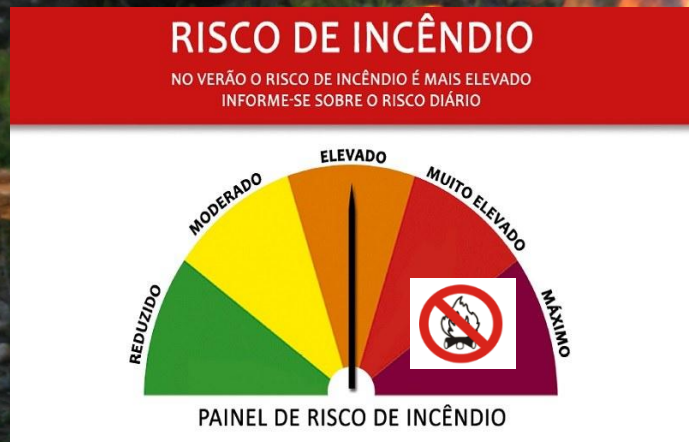 RISCO DE INCÊNDIO
NO VERÃO O RISCO DE INCÊNDIO É MAIS ELEVADO
INFORME-SE SOBRE O RISCO DIÁRIO
REDUZIDO
MODERADO
ELEVADO
MUITO ELEVADO
MÁXIMO
PAINEL DE RISCO DE INCÊNDIO